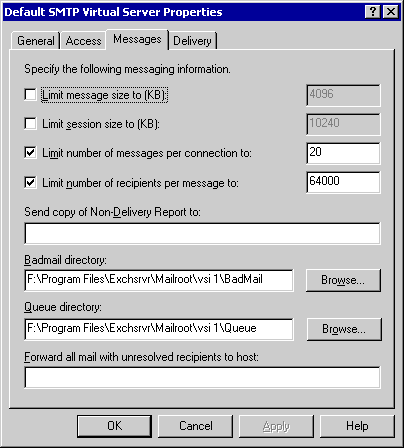 Default SMTP Virtual Server Properties
General Access Messages Delivery
Specify the following messaging information.
Limit message size to (KB): 4096
Limit session size to (KB): 10240
Limit number of messages per connection to: 20
Limit number of recipients per message to: 64000
Send copy of Non-Delivery Report to:
Badmail directory:
F:\Program Files\Exchsrvr\Mailroot\vsi 1\BadMail Browse...
Queue directory:
F:\Program Files\Exchsrvr\Mailroot\vsi 1\Queue Browse...
Forward all mail with unresolved recipients to host:
OK Cancel Apply Help